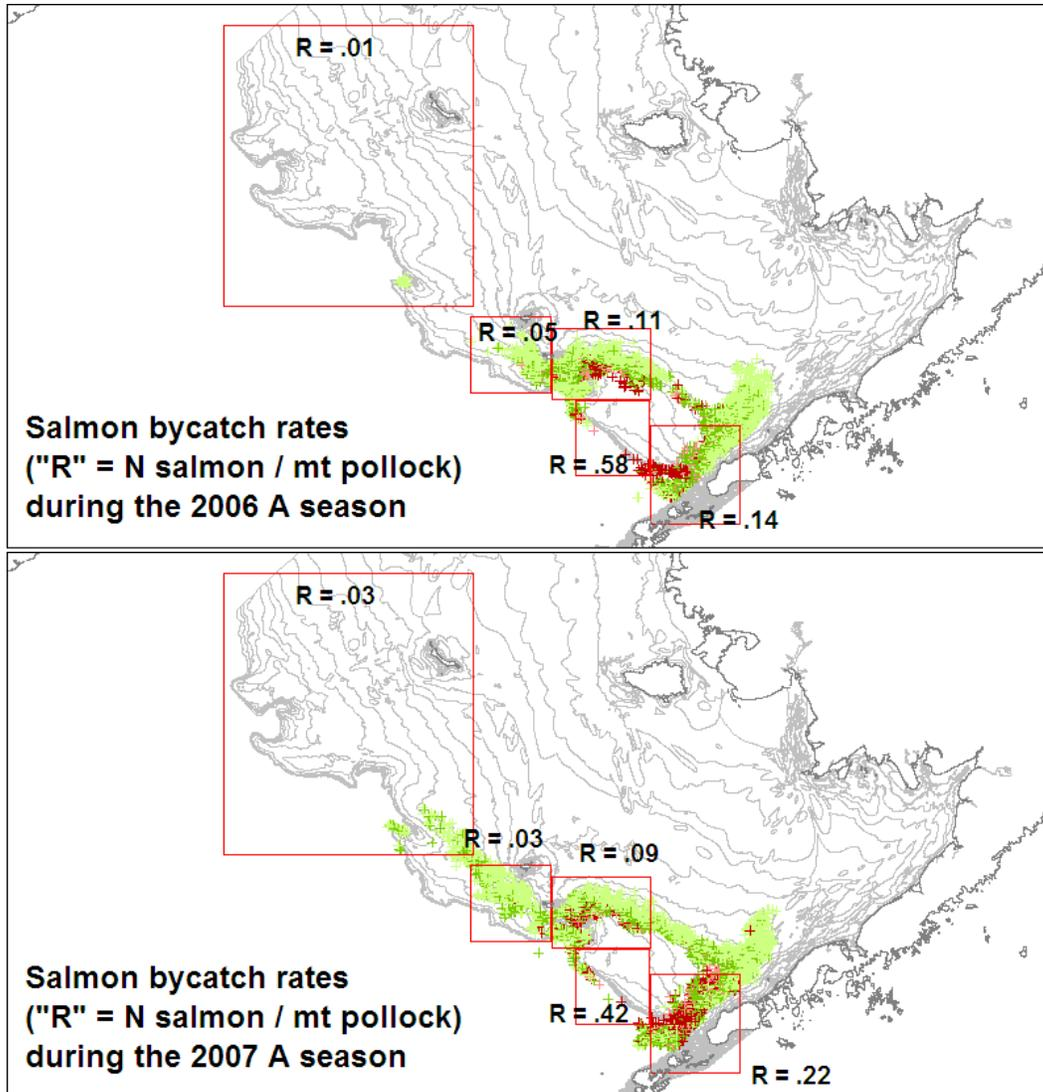 R = .01
R = .05
R = .11
R = .58
R = .14
Salmon bycatch rates
("R" = N salmon / mt pollock)
during the 2006 A season
R = .03
R = .03
R = .09
R = .42
R = .22
Salmon bycatch rates
("R" = N salmon / mt pollock)
during the 2007 A season